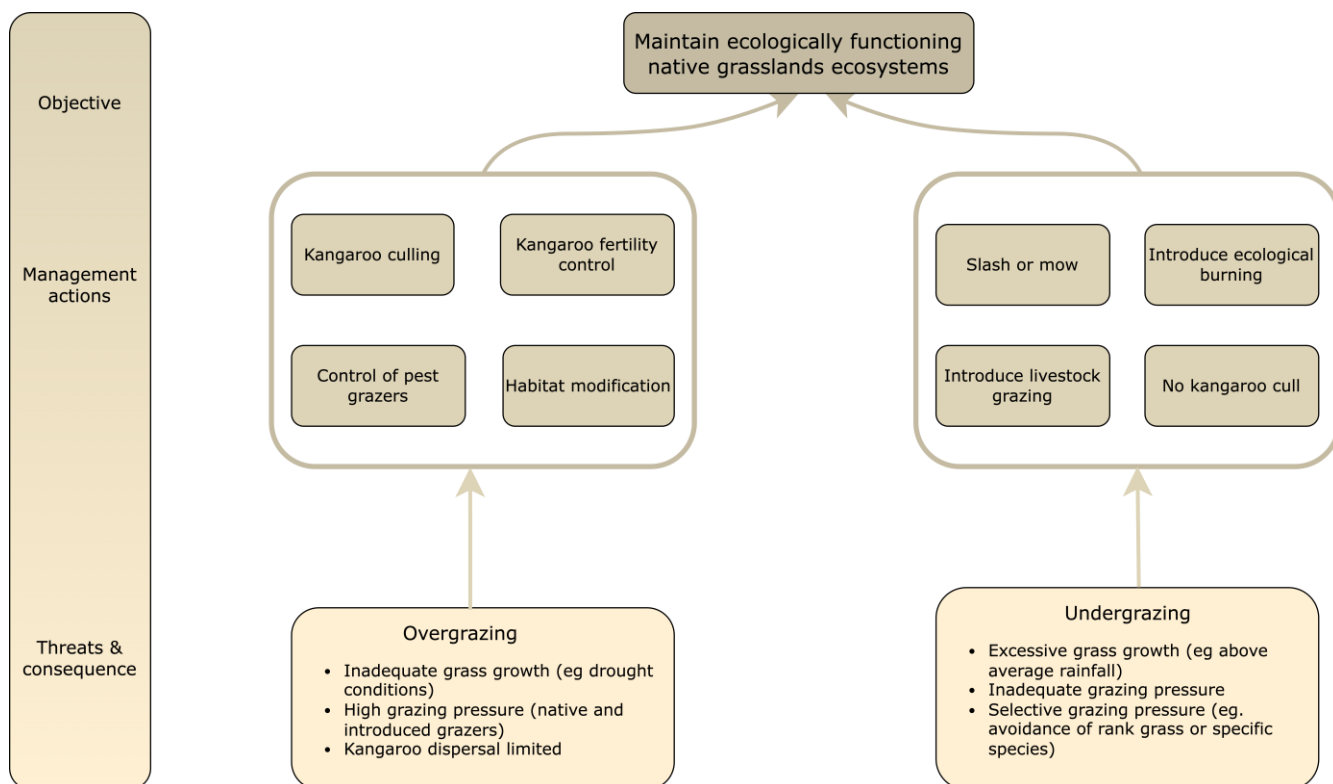 Maintain ecologically functioning
native grasslands ecosystems
Objective
Management
actions
Kangaroo culling
Kangaroo fertility
control
Control of pest
grazers
Habitat modification
Slash or mow
Introduce ecological
burning
Introduce livestock
grazing
No kangaroo cull
Threats &
consequence
Overgrazing
• Inadequate grass growth (eg drought
conditions)
• High grazing pressure (native and
introduced grazers)
• Kangaroo dispersal limited
Undergrazing
• Excessive grass growth (eg above
average rainfall)
• Inadequate grazing pressure
• Selective grazing pressure (eg.
avoidance of rank grass or specific
species)